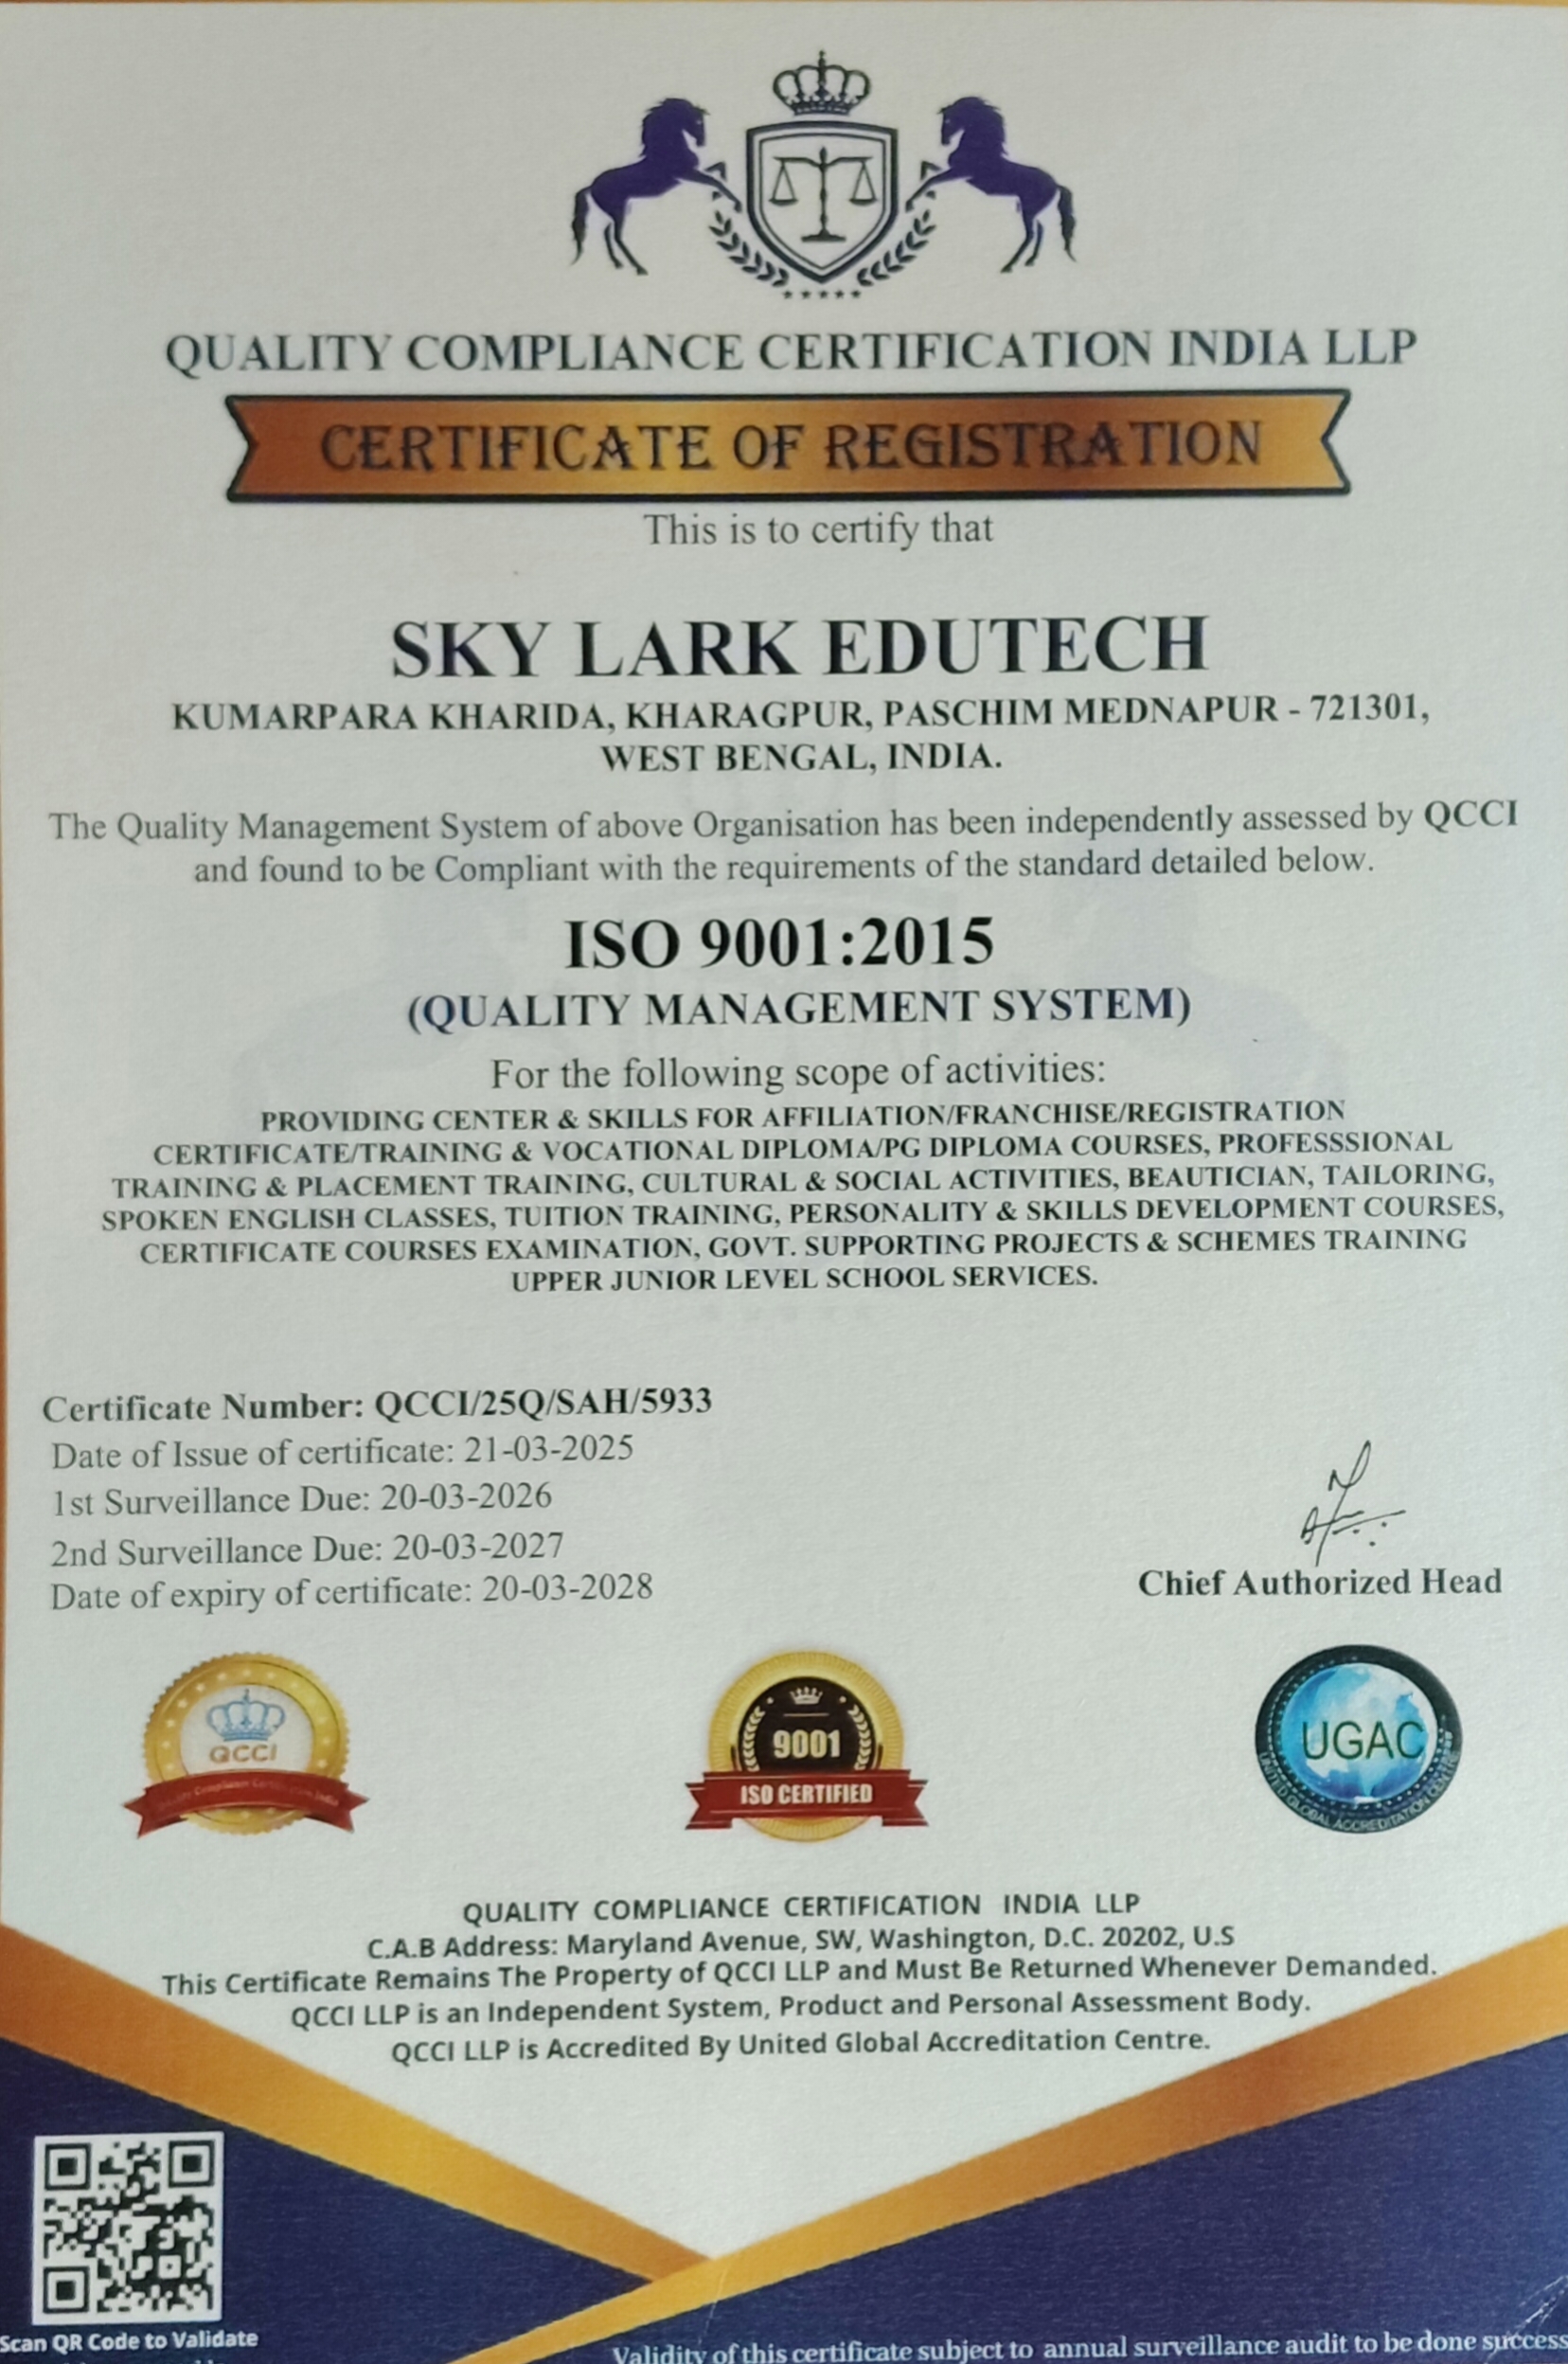 QUALITY COMPLIANCE CERTIFICATION INDIA LLP
CERTIFICATE OF REGISTRATION
This is to certify that
SKY LARK EDUTECH
KUMARPARA KHARIDA, KHARAGPUR, PASCHIM MEDNAPUR - 721301,
WEST BENGAL, INDIA.
The Quality Management System of above Organisation has been independently assessed by QCCI
and found to be Compliant with the requirements of the standard detailed below.
ISO 9001:2015
(QUALITY MANAGEMENT SYSTEM)
For the following scope of activities:
PROVIDING CENTER & SKILLS FOR AFFILIATION/FRANCHISE/REGISTRATION
CERTIFICATE/TRAINING & VOCATIONAL DIPLOMA/PG DIPLOMA COURSES, PROFESSSIONAL
TRAINING & PLACEMENT TRAINING, CULTURAL & SOCIAL ACTIVITIES, BEAUTICIAN, TAILORING,
SPOKEN ENGLISH CLASSES, TUITION TRAINING, PERSONALITY & SKILLS DEVELOPMENT COURSES,
CERTIFICATE COURSES EXAMINATION, GOVT. SUPPORTING PROJECTS & SCHEMES TRAINING
UPPER JUNIOR LEVEL SCHOOL SERVICES.
Certificate Number: QCCI/25Q/SAH/5933
Date of Issue of certificate: 21-03-2025
1st Surveillance Due: 20-03-2026
2nd Surveillance Due: 20-03-2027
Date of expiry of certificate: 20-03-2028
Chief Authorized Head
QCCI
Quality Compliance Certification India
9001
ISO CERTIFIED
UGAC
UNITED GLOBAL ACCREDITATION CENTRE
QUALITY COMPLIANCE CERTIFICATION INDIA LLP
C.A.B Address: Maryland Avenue, SW, Washington, D.C. 20202, U.S
This Certificate Remains The Property of QCCI LLP and Must Be Returned Whenever Demanded.
QCCI LLP is an Independent System, Product and Personal Assessment Body.
QCCI LLP is Accredited By United Global Accreditation Centre.
Scan QR Code to Validate
Validity of this certificate subject to annual surveillance audit to be done success